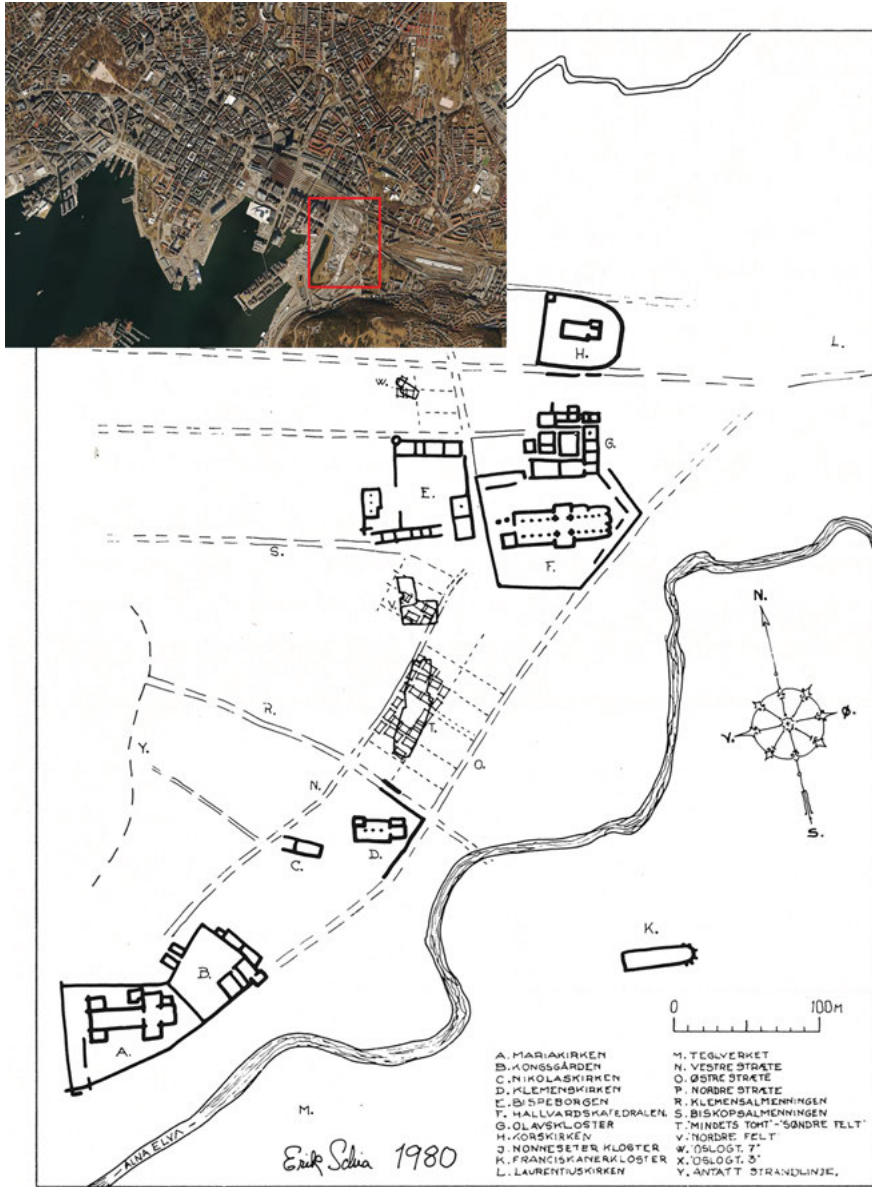 H.
L.
W.
G.
E.
F.
S.
V.
N.
R.
T.
Ø.
V.
Y.
O.
N.
S.
C.
D.
K.
B.
0 100 M
A.
A. MARIAKIRKEN
B. KONGSGÅRDEN
C. NIKOLASKIRKEN
D. KLEMENSKIRKEN
E. BISPEBORGEN
F. HALLVARDSKATEDRALEN.
G. OLAVSKLOSTER
H. KORSKIRKEN
J. NONNESETER KLOSTER
K. FRANCISKANERKLOSTER
L. LAURENTIUSKIRKEN
M. TEGLVERKET
N. VESTRE STRÆTE
O. ØSTRE STRÆTE
P. NORDRE STRÆTE
R. KLEMENSALMENNINGEN
S. BISKOPSALMENNINGEN
T. "MINDETS TOMT"-"SØNDRE FELT"
V. "NORDRE FELT"
W. "OSLOGT. 7"
X. "OSLOGT. 3"
Y. ANTATT STRANDLINJE.
M.
ALNA ELVA
Erik Schia 1980